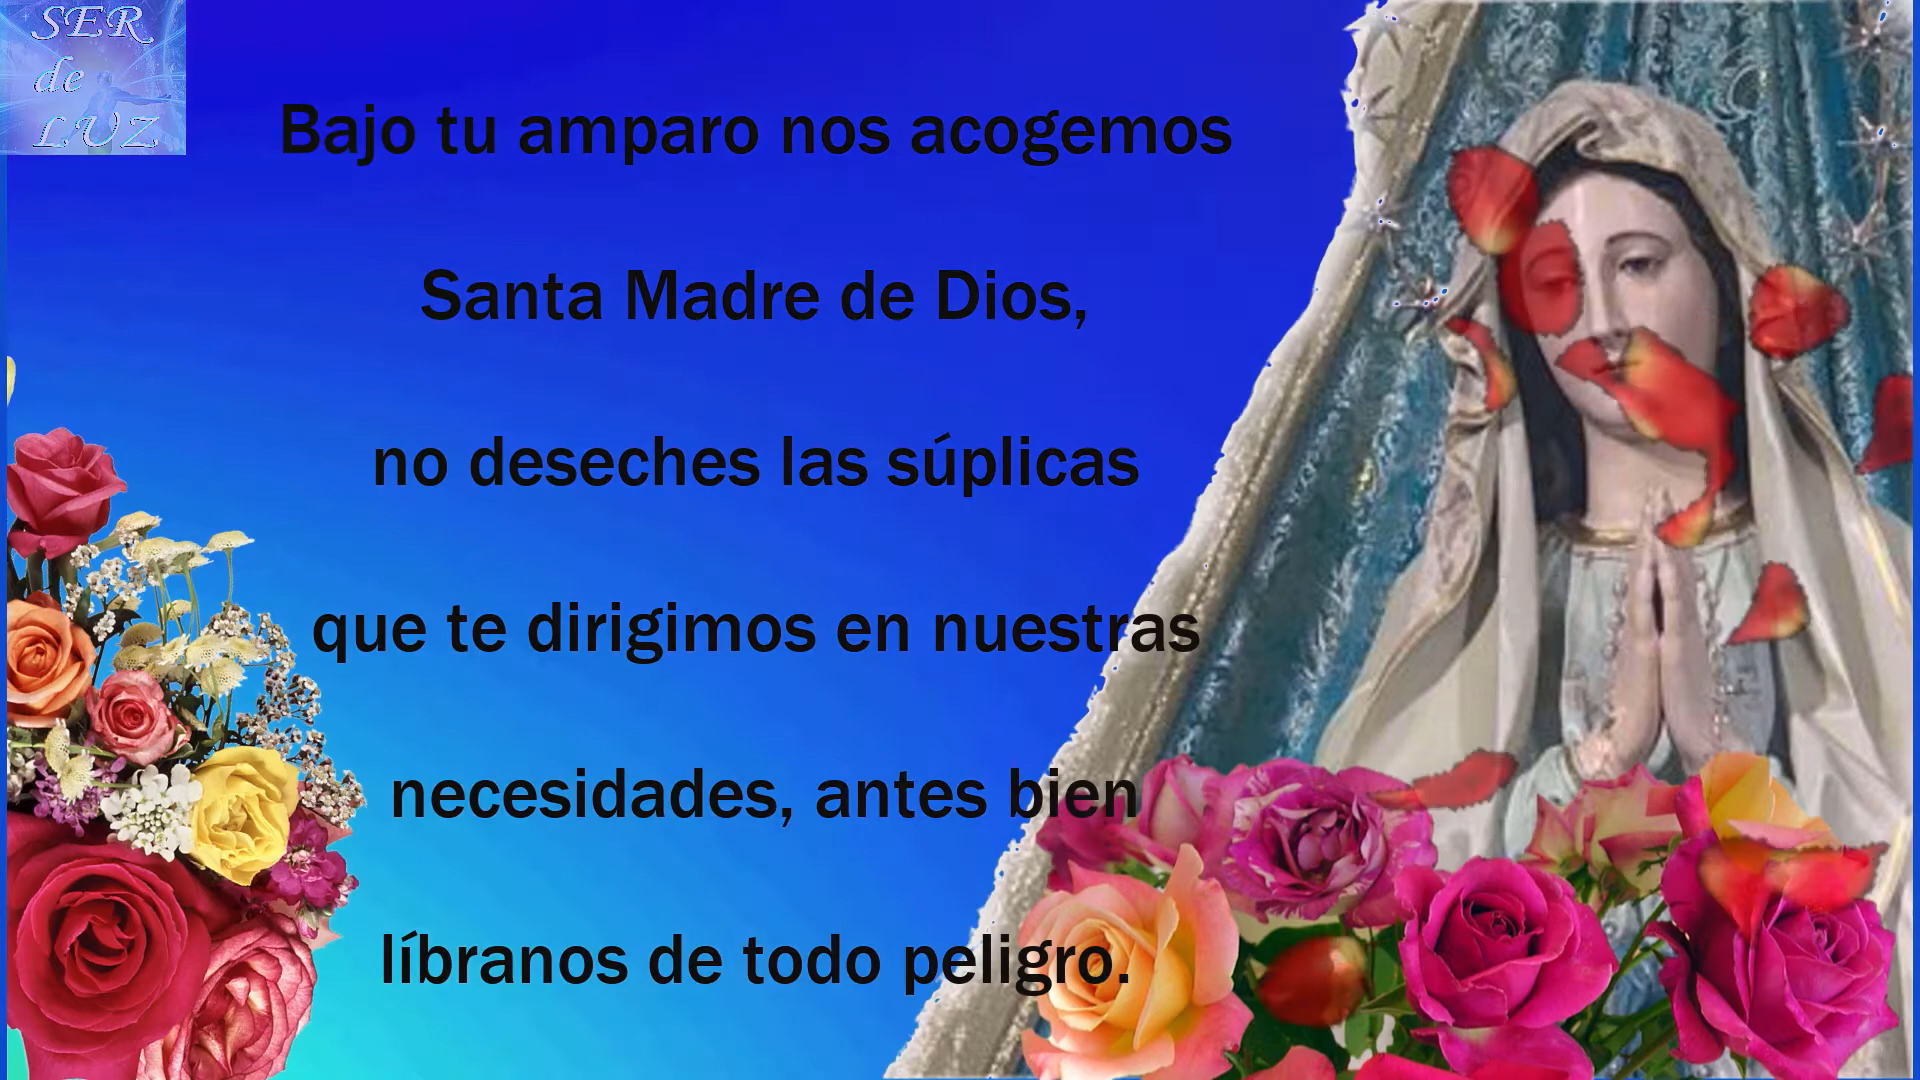 SER
de
LUZ
Bajo tu amparo nos acogemos
Santa Madre de Dios,
no deseches las súplicas
que te dirigimos en nuestras
necesidades, antes bien
líbranos de todo peligro.